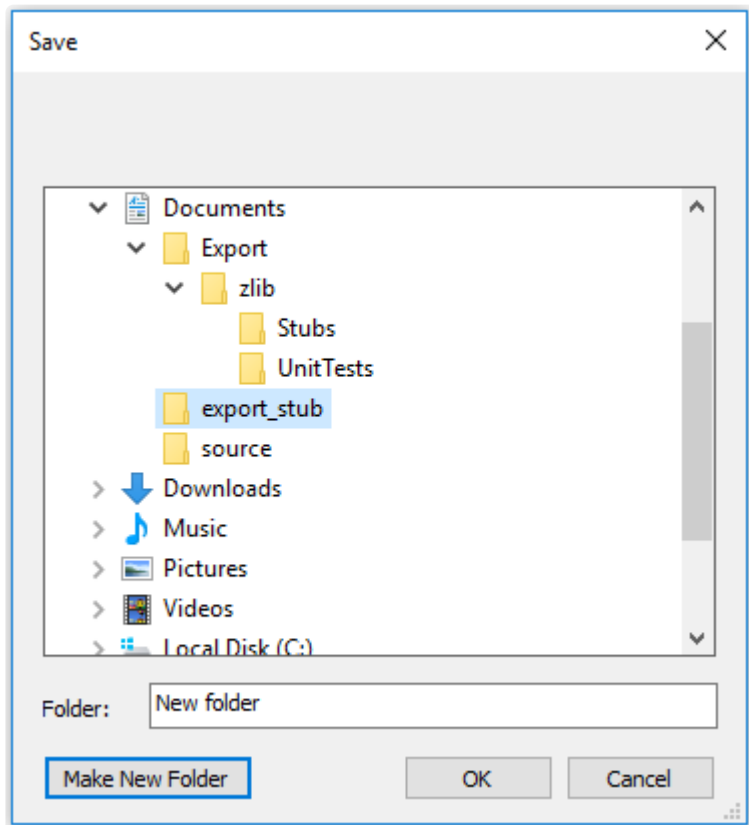 Save
Documents
Export
zlib
Stubs
UnitTests
export_stub
source
Downloads
Music
Pictures
Videos
Local Disk (C:)
Folder: New folder
Make New Folder OK Cancel